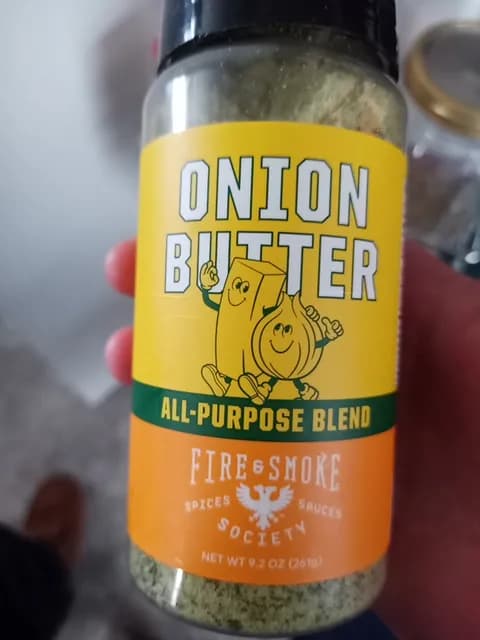 ONION
BUTTER
ALL-PURPOSE BLEND
FIRE & SMOKE
SPICES SAUCES
SOCIETY
NET WT 9.2 OZ (261g)